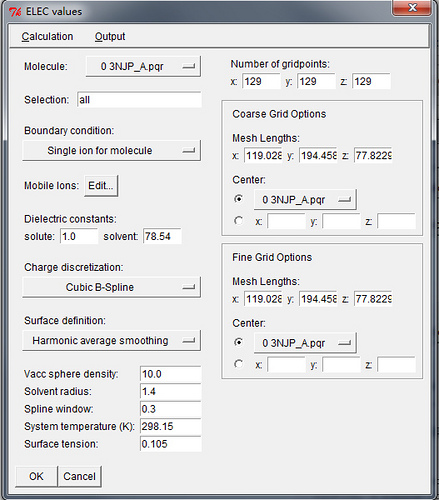 ELEC values
Calculation Output
Molecule: 0 3NJP_A.pqr
Selection: all
Boundary condition:
Single ion for molecule
Mobile Ions: Edit...
Dielectric constants:
solute: 1.0 solvent: 78.54
Charge discretization:
Cubic B-Spline
Surface definition:
Harmonic average smoothing
Vacc sphere density: 10.0
Solvent radius: 1.4
Spline window: 0.3
System temperature (K): 298.15
Surface tension: 0.105
OK Cancel
Number of gridpoints
x: 129 y: 129 z: 129
Coarse Grid Options
Mesh Lengths:
x: 119.028 y: 194.458 z: 77.8229
Center:
0 3NJP_A.pqr
x: y: z:
Fine Grid Options
Mesh Lengths:
x: 119.028 y: 194.458 z: 77.8229
Center:
0 3NJP_A.pqr
x: y: z: